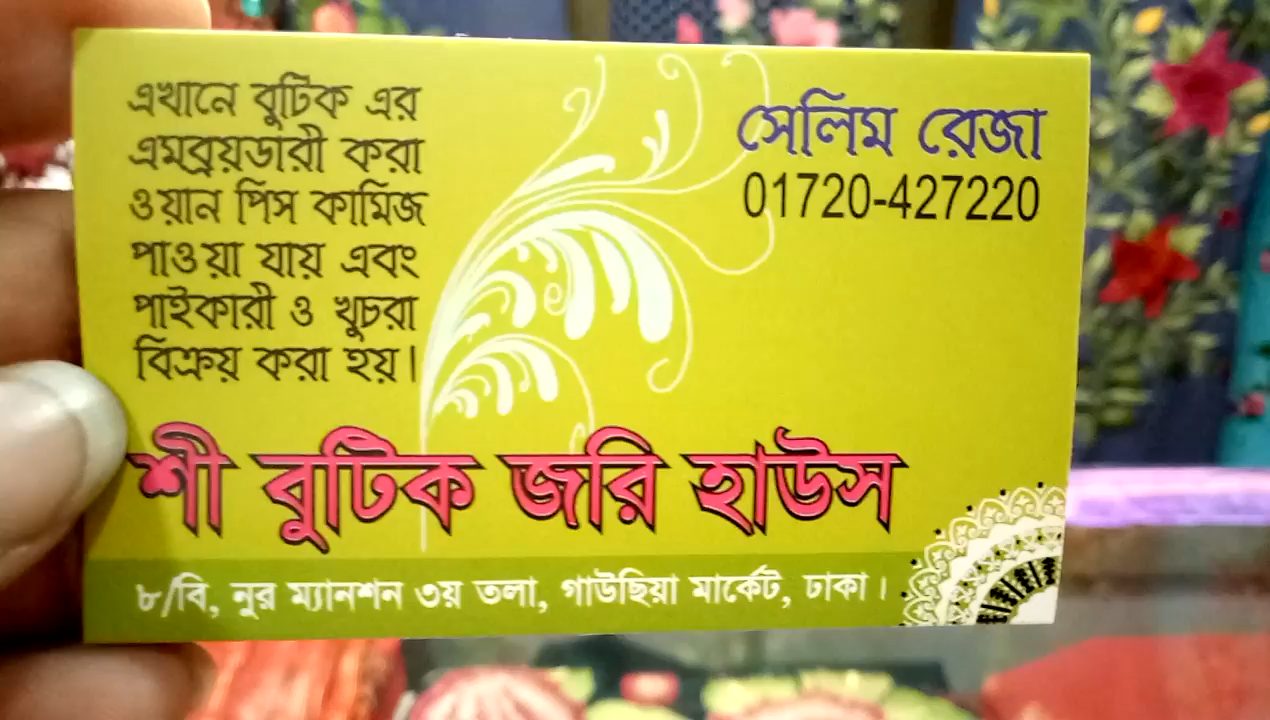 এখানে বুটিক এর
এমব্রয়ডারী করা
ওয়ান পিস কামিজ
পাওয়া যায় এবং
পাইকারী ও খুচরা
বিক্রয় করা হয়।
সেলিম রেজা
01720-427220
শী বুটিক জরি হাউস
৮/বি, নুর ম্যানশন ৩য় তলা, গাউছিয়া মার্কেট, ঢাকা।